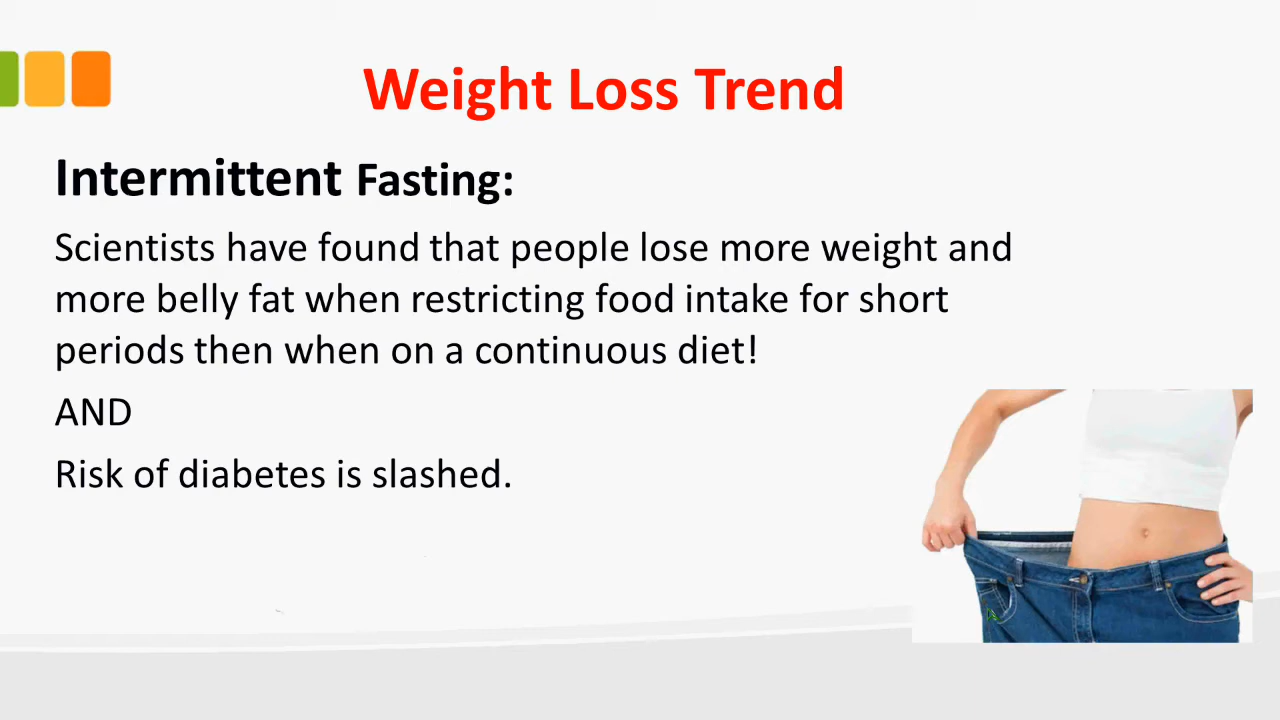 Weight Loss Trend
Intermittent Fasting:
Scientists have found that people lose more weight and
more belly fat when restricting food intake for short
periods then when on a continuous diet!
AND
Risk of diabetes is slashed.